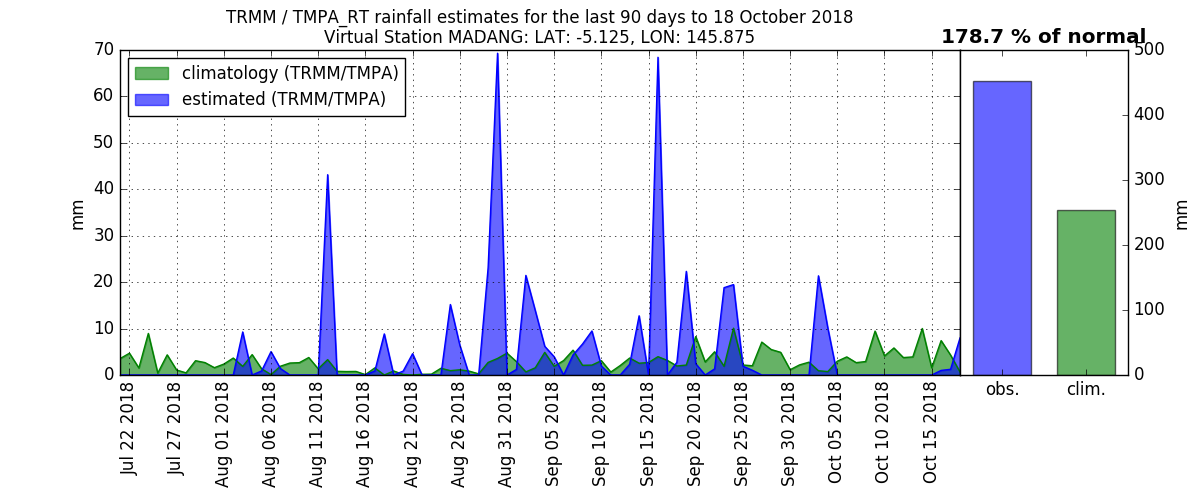 TRMM / TMPA_RT rainfall estimates for the last 90 days to 18 October 2018
Virtual Station MADANG: LAT: -5.125, LON: 145.875
178.7 % of normal
climatology (TRMM/TMPA)
estimated (TRMM/TMPA)
70
60
50
40
30
20
10
0
mm
Jul 22 2018
Jul 27 2018
Aug 01 2018
Aug 06 2018
Aug 11 2018
Aug 16 2018
Aug 21 2018
Aug 26 2018
Aug 31 2018
Sep 05 2018
Sep 10 2018
Sep 15 2018
Sep 20 2018
Sep 25 2018
Sep 30 2018
Oct 05 2018
Oct 10 2018
Oct 15 2018
500
400
300
200
100
0
mm
obs.
clim.